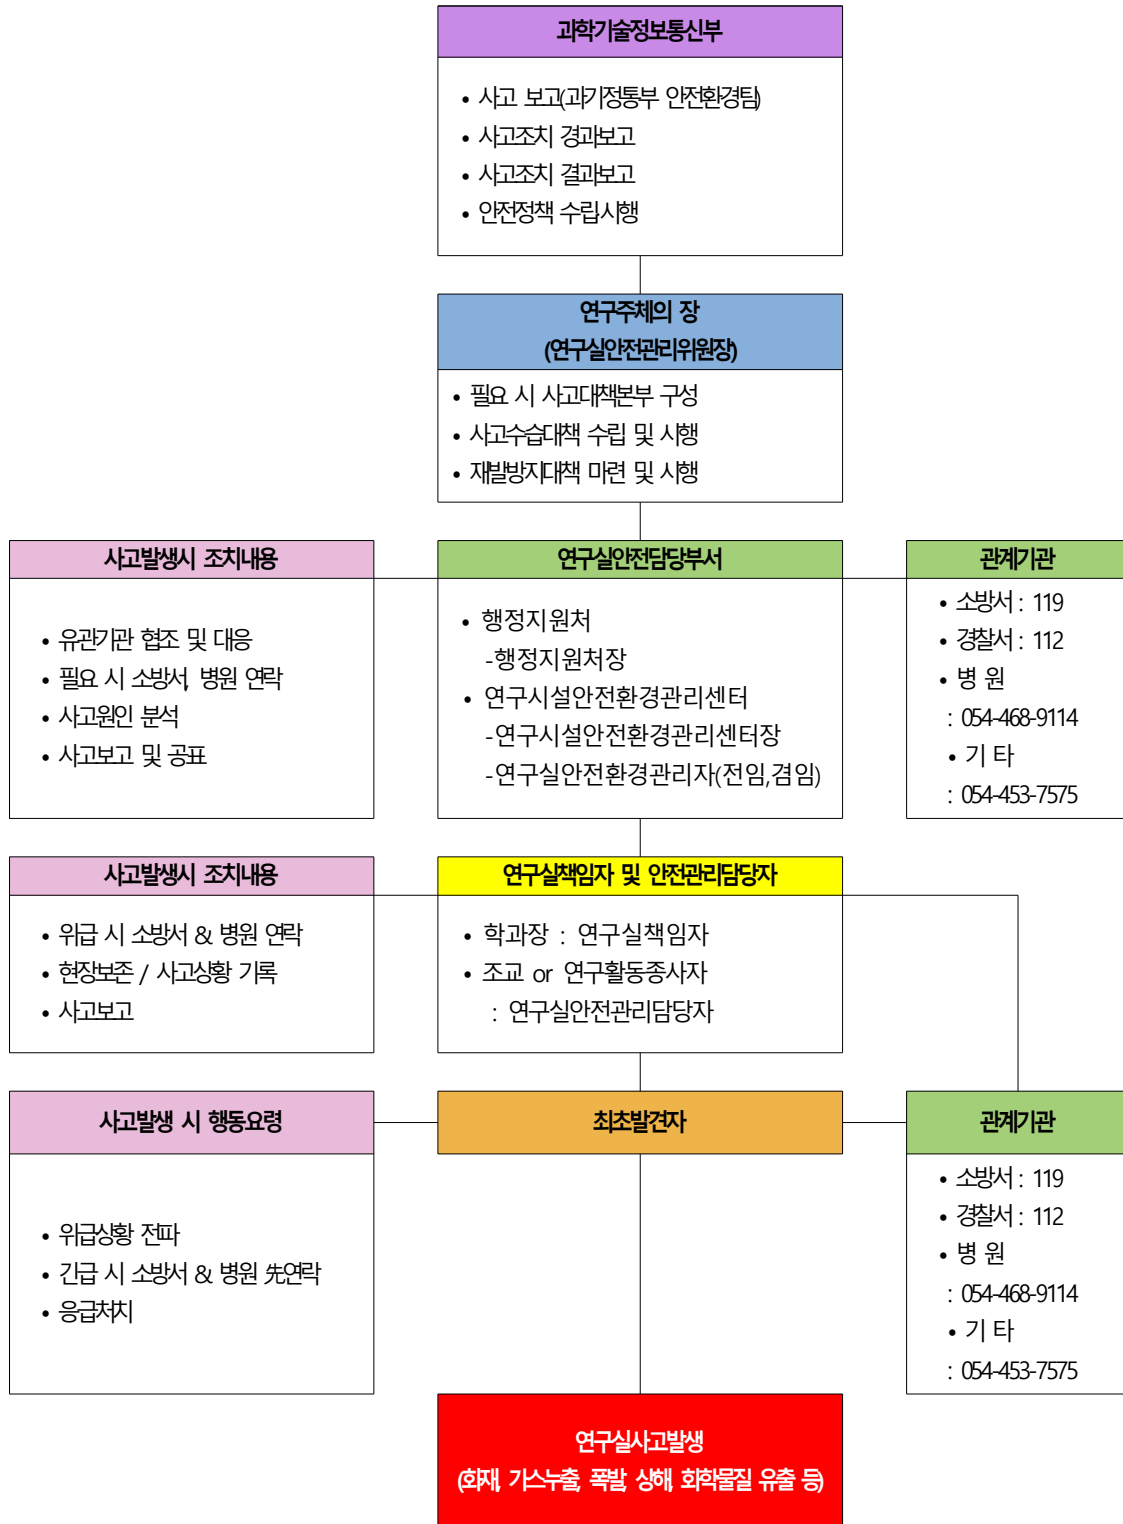 과학기술정보통신부
• 사고 보고(과기정통부 안전환경팀)
• 사고조치 경과보고
• 사고조치 결과보고
• 안전정책 수립,시행
연구주체의 장
(연구실안전관리위원장)
• 필요 시 사고대책본부 구성
• 사고수습대책 수립 및 시행
• 재발방지대책 마련 및 시행
사고발생시 조치내용
• 유관기관 협조 및 대응
• 필요 시 소방서, 병원 연락
• 사고원인 분석
• 사고보고 및 공표
연구실안전담당부서
• 행정지원처
-행정지원처장
• 연구시설안전환경관리센터
-연구시설안전환경관리센터장
-연구실안전환경관리자(전임,겸임)
관계기관
• 소방서 : 119
• 경찰서 : 112
• 병 원
: 054-468-9114
• 기 타
: 054-453-7575
사고발생시 조치내용
• 위급 시 소방서 & 병원 연락
• 현장보존 / 사고상황 기록
• 사고보고
연구실책임자 및 안전관리담당자
• 학과장 : 연구실책임자
• 조교 or 연구활동종사자
: 연구실안전관리담당자
사고발생 시 행동요령
• 위급상황 전파
• 긴급 시 소방서 & 병원 先연락
• 응급처치
최초발견자
관계기관
• 소방서 : 119
• 경찰서 : 112
• 병 원
: 054-468-9114
• 기 타
: 054-453-7575
연구실사고발생
(화재, 가스누출, 폭발, 상해, 화학물질 유출 등)